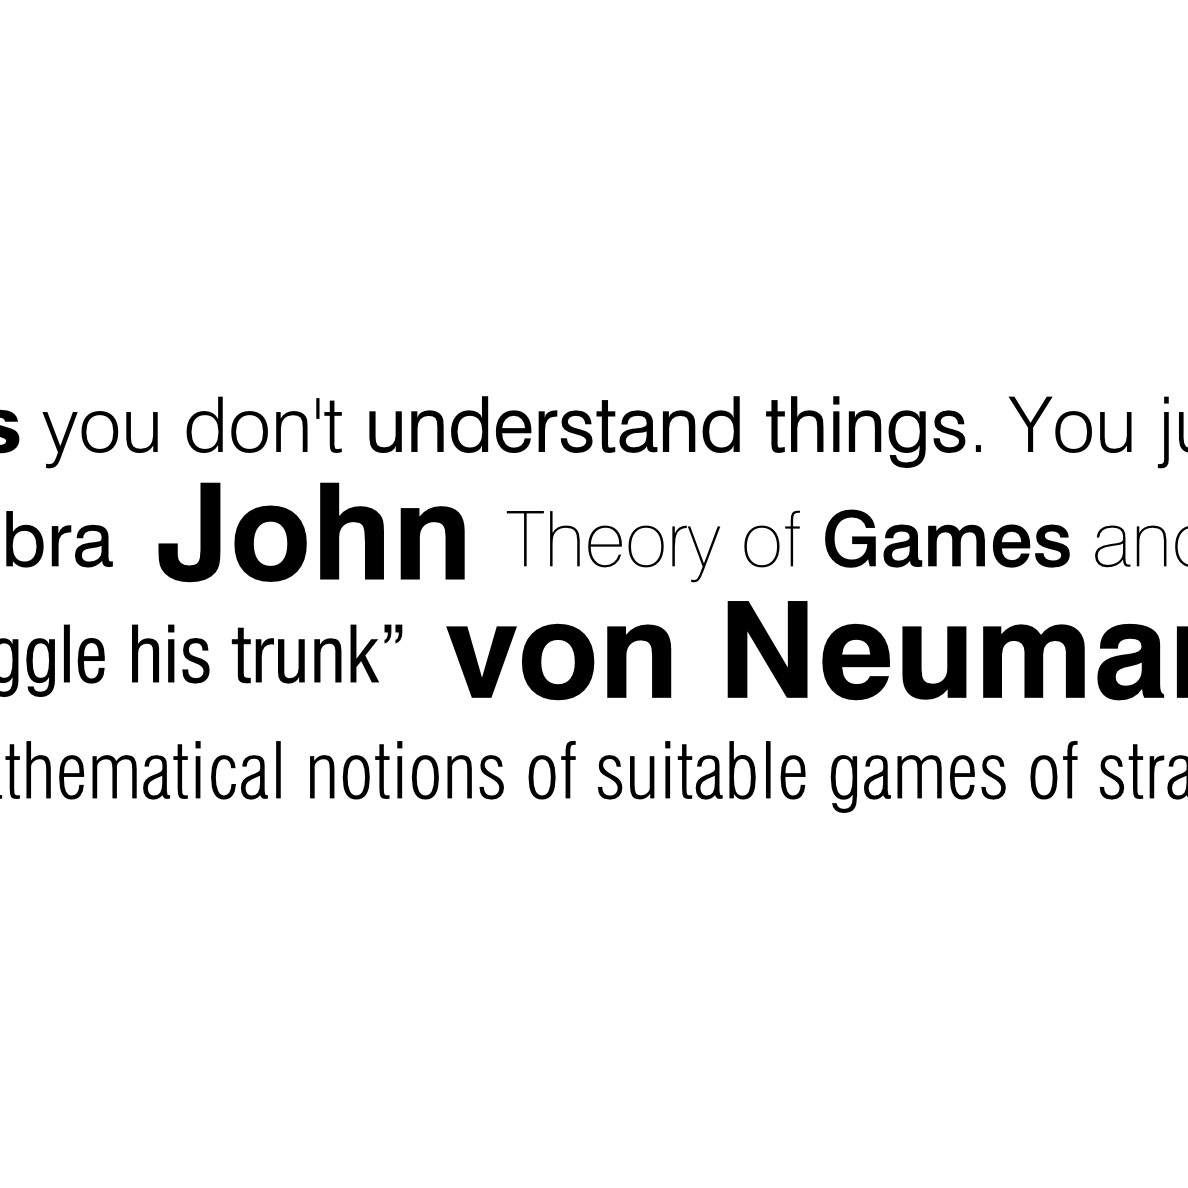 s you don't understand things. You ju
bra John Theory of Games and
ggle his trunk” von Neuman
thematical notions of suitable games of stra